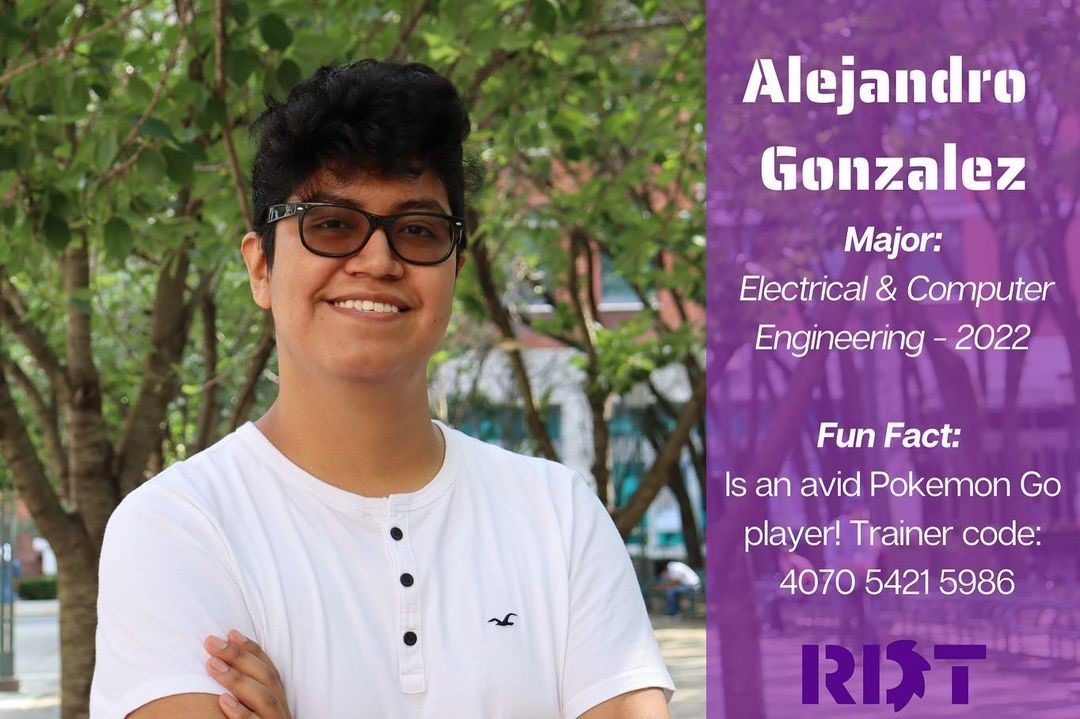 Alejandro
Gonzalez
Major:
Electrical & Computer
Engineering - 2022
Fun Fact:
Is an avid Pokemon Go
player! Trainer code:
4070 5421 5986
RDT